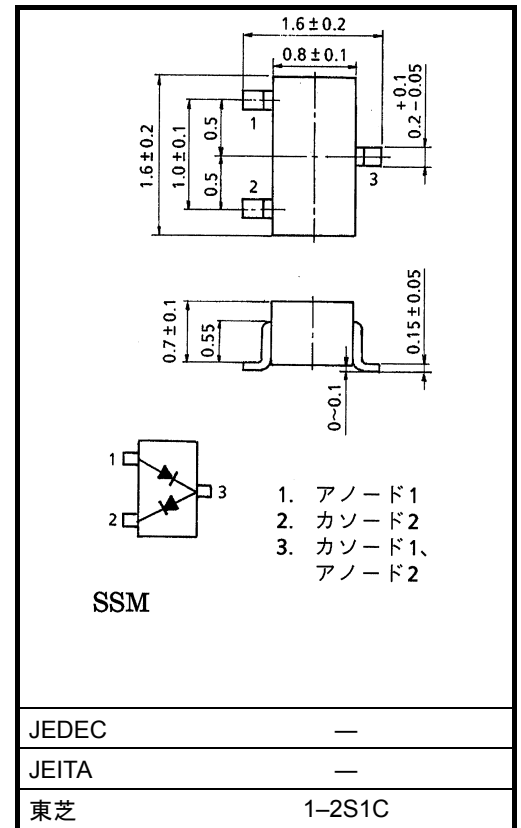 1.6±0.2
0.8±0.1
+0.1
0.2−0.05
1.6±0.2
1.0±0.1
0.5
0.5
1
2
3
0.7±0.1
0.55
0.15±0.05
0~0.1
1
2
3
1. アノード1
2. カソード2
3. カソード1、
アノード2
SSM
JEDEC —
JEITA —
東芝 1–2S1C